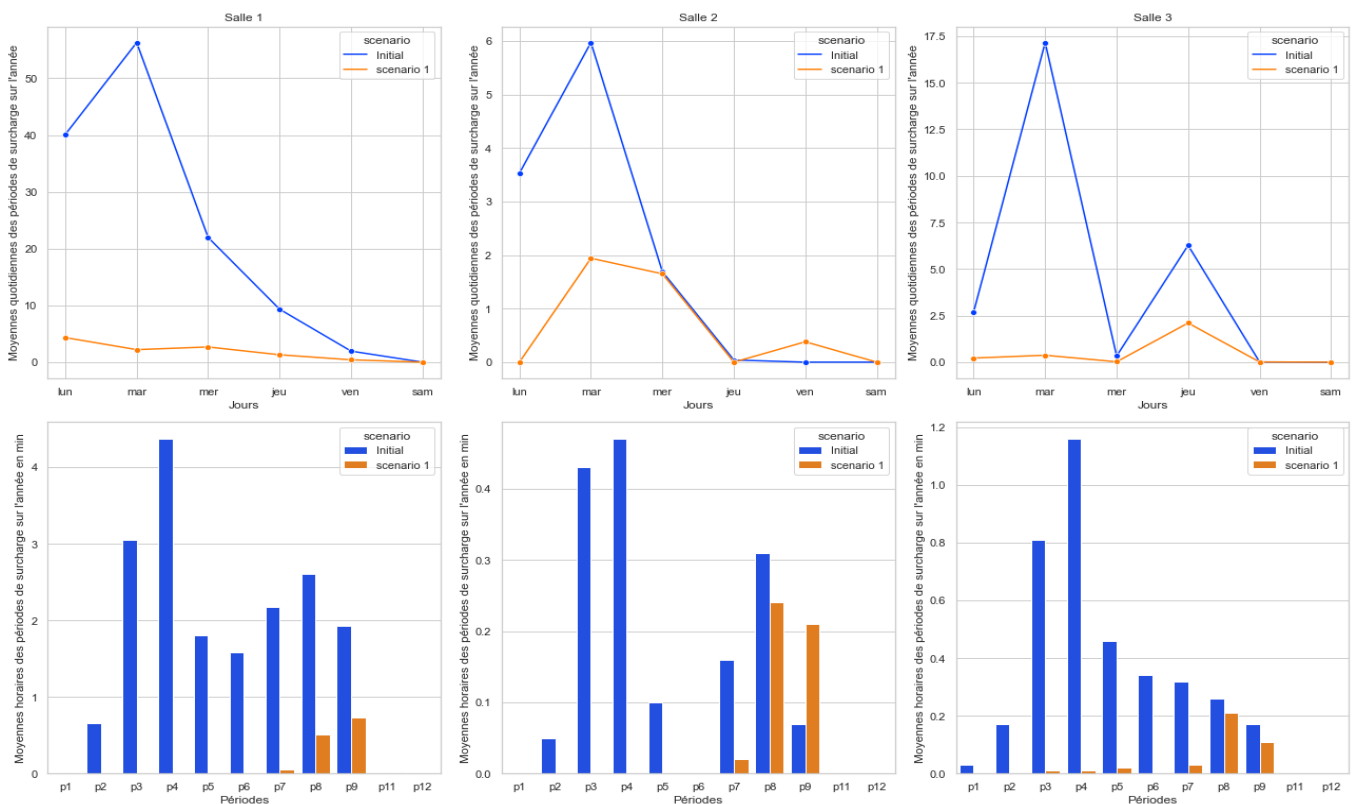 Salle 1
Moyennes quotidiennes des périodes de surcharge sur l'année
50
40
30
20
10
0
scenario
Initial
scenario 1
lun mar mer jeu ven sam
Jours
Salle 2
Moyennes quotidiennes des périodes de surcharge sur l'année
6
5
4
3
2
1
0
scenario
Initial
scenario 1
lun mar mer jeu ven sam
Jours
Salle 3
Moyennes quotidiennes des périodes de surcharge sur l'année
17.5
15.0
12.5
10.0
7.5
5.0
2.5
0.0
scenario
Initial
scenario 1
lun mar mer jeu ven sam
Jours
Moyennes horaires des périodes de surcharge sur l'année en min
4
3
2
1
0
scenario
Initial
scenario 1
p1 p2 p3 p4 p5 p6 p7 p8 p9 p11 p12
Périodes
Moyennes horaires des périodes de surcharge sur l'année en min
0.4
0.3
0.2
0.1
0.0
scenario
Initial
scenario 1
p1 p2 p3 p4 p5 p6 p7 p8 p9 p11 p12
Périodes
Moyennes horaires des périodes de surcharge sur l'année en min
1.2
1.0
0.8
0.6
0.4
0.2
0.0
scenario
Initial
scenario 1
p1 p2 p3 p4 p5 p6 p7 p8 p9 p11 p12
Périodes